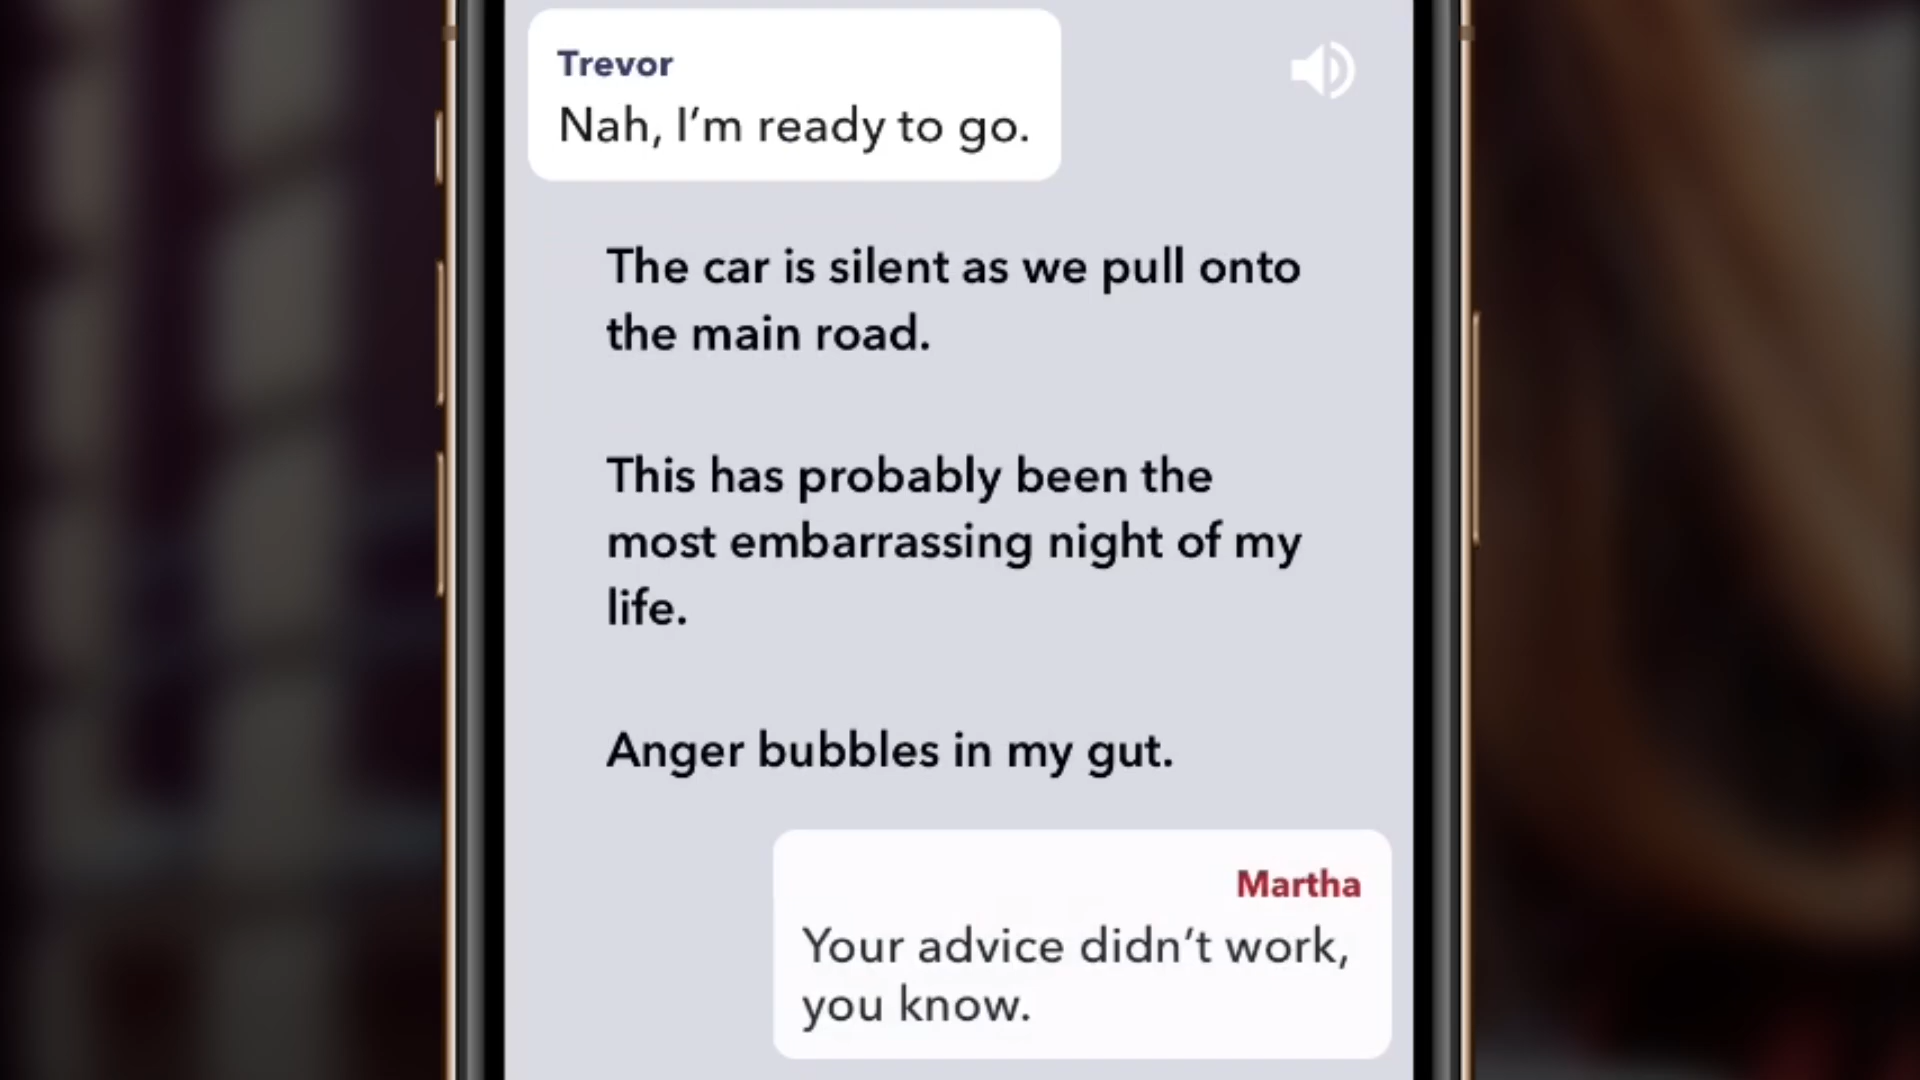 Trevor
Nah, I’m ready to go.
The car is silent as we pull onto
the main road.
This has probably been the
most embarrassing night of my
life.
Anger bubbles in my gut.
Martha
Your advice didn’t work,
you know.